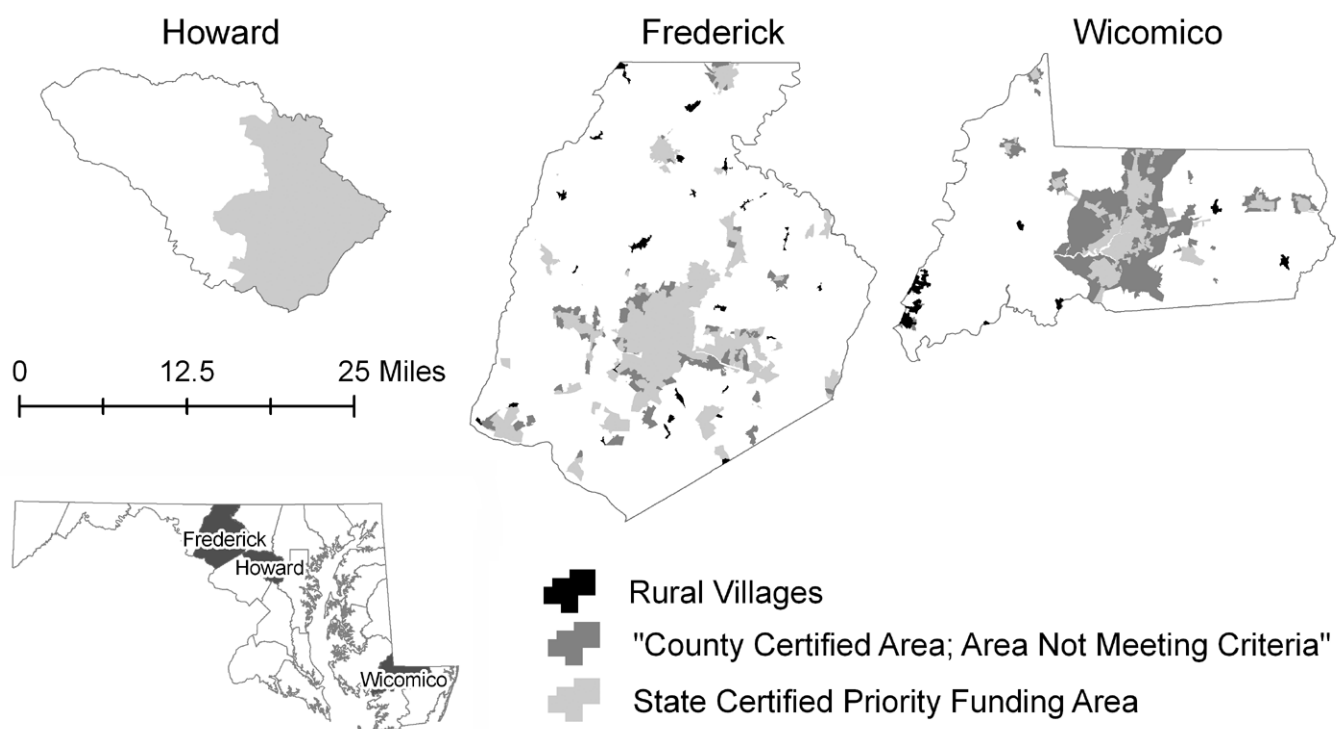 Howard
Frederick
Wicomico
0 12.5 25 Miles
Frederick
Howard
Wicomico
Rural Villages
"County Certified Area; Area Not Meeting Criteria"
State Certified Priority Funding Area